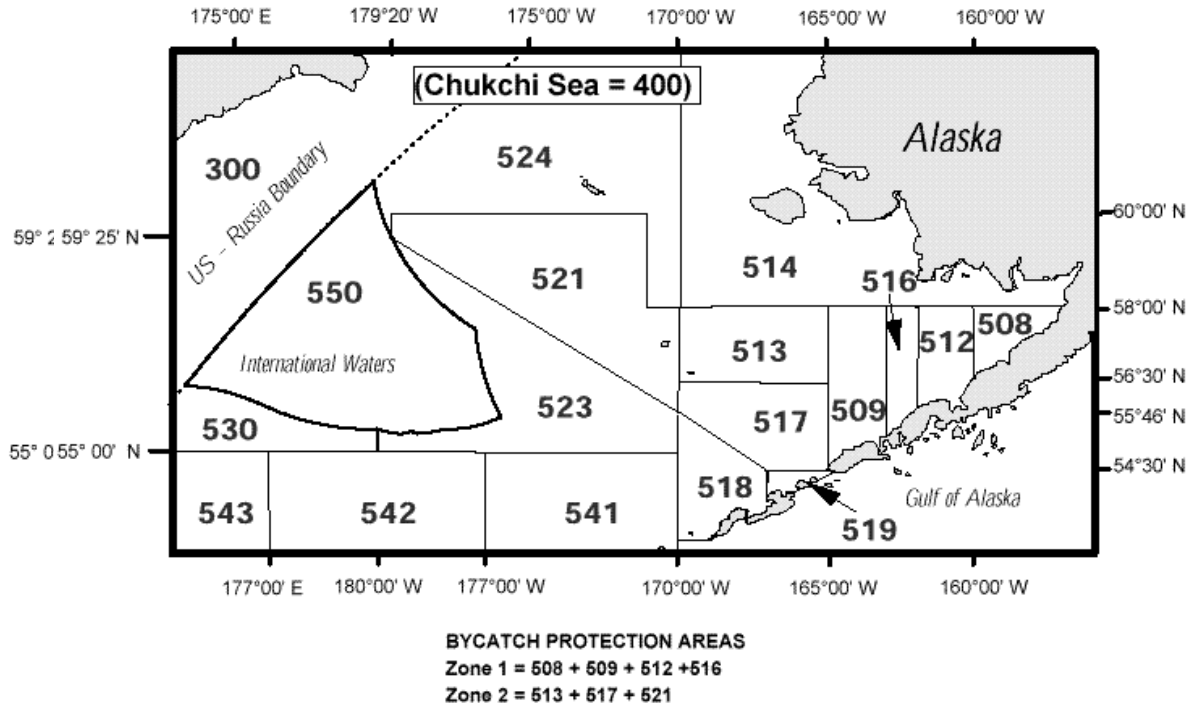 175°00' E 179°20' W 175°00' W 170°00' W 165°00' W 160°00' W
(Chukchi Sea = 400)
Alaska
300
US - Russia Boundary
524
60°00' N
59° 2 59° 25' N
514
521
516
550
58°00' N
508
513
512
International Waters
56°30' N
523
509
55°46' N
517
530
55°0 55°00' N
54°30' N
518
Gulf of Alaska
543
542
541
519
177°00' E 180°00' W 177°00' W 170°00' W 165°00' W 160°00' W
BYCATCH PROTECTION AREAS
Zone 1 = 508 + 509 + 512 +516
Zone 2 = 513 + 517 + 521